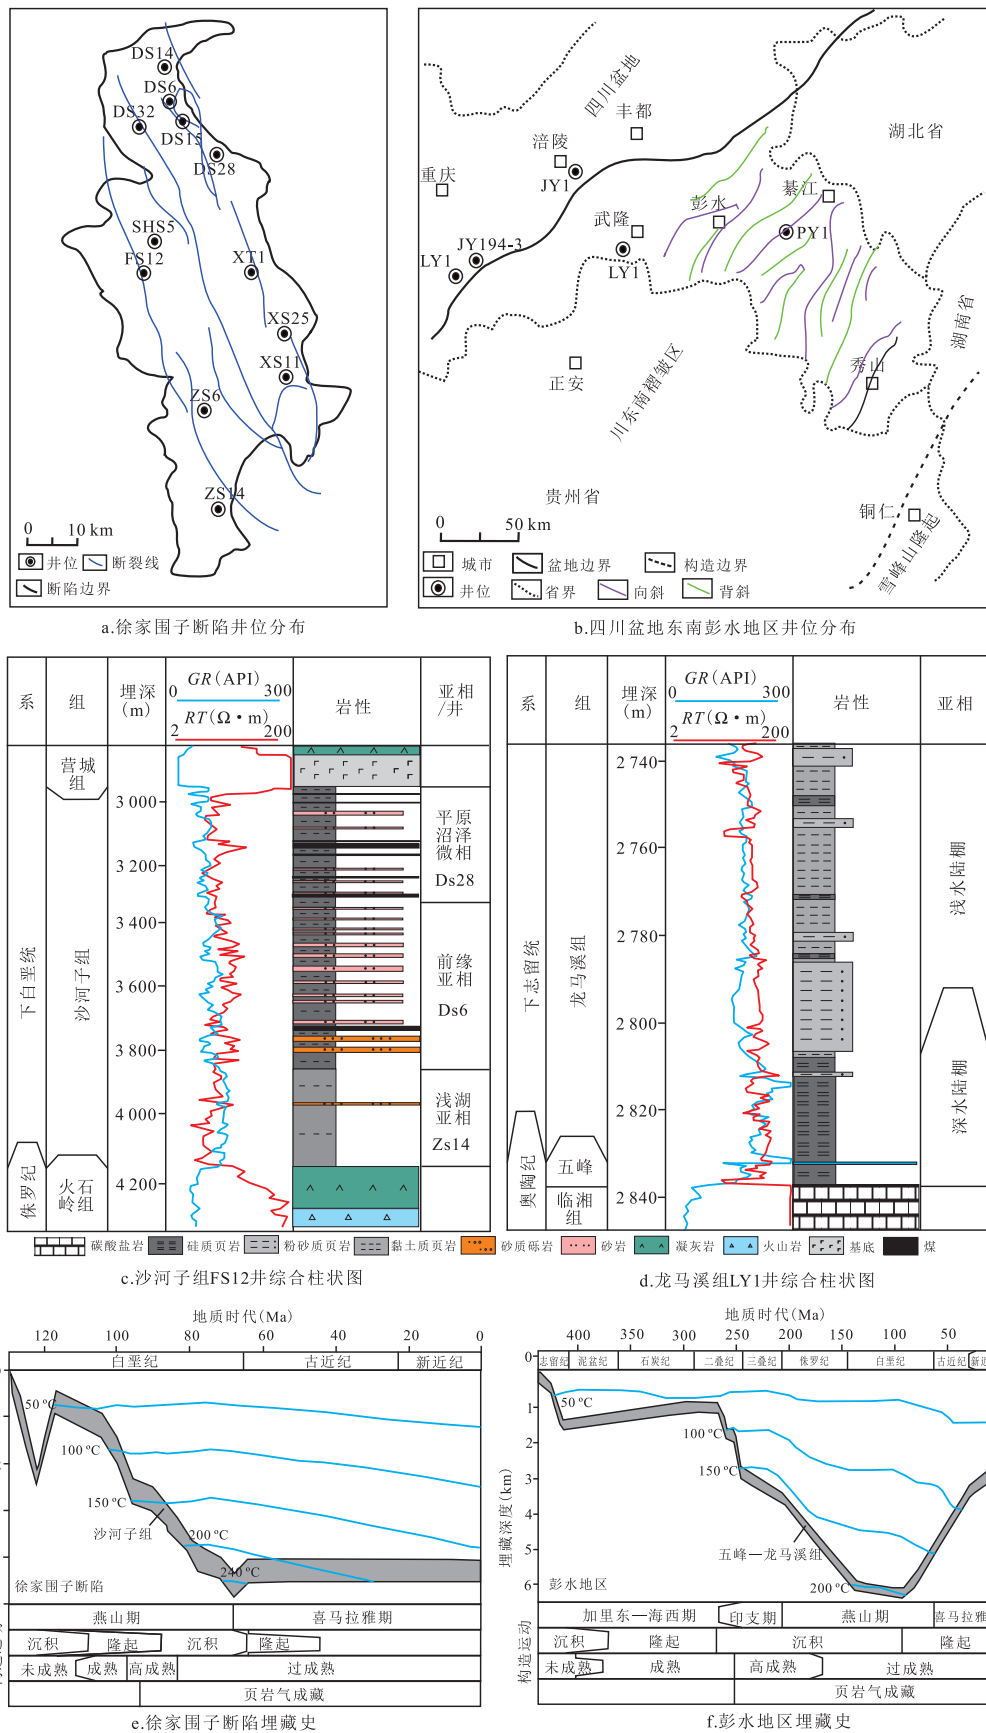 DS14
DS6
DS32
DS15
DS28
SHS5
FS12
XT1
XS25
XS11
ZS6
ZS14
0 10 km
井位 断裂线
断陷边界
a.徐家围子断陷井位分布
四川盆地
丰都
湖北省
涪陵
重庆
JY1
綦江
彭水
武隆
PY1
JY194-3
LY1
LY1
湖南省
秀山
正安
川东南褶皱区
贵州省
铜仁
雪峰山隆起
0 50 km
城市 盆地边界 构造边界
井位 省界 向斜 背斜
b.四川盆地东南彭水地区井位分布
系 组 埋深(m) 0 GR(API) 300 2 RT(Ω·m) 200 岩性 亚相/井
营城组
3 000
平原沼泽微相 Ds28
3 200
3 400
下白垩统 沙河子组
前缘亚相 Ds6
3 600
3 800
浅湖亚相 Zs14
4 000
侏罗纪 火石岭组
4 200
系 组 埋深(m) 0 GR(API) 300 2 RT(Ω·m) 200 岩性 亚相
2 740
2 760
浅水陆棚
2 780
下志留统 龙马溪组
2 800
深水陆棚
2 820
奥陶纪 五峰
临湘组
2 840
碳酸盐岩 硅质页岩 粉砂质页岩 黏土质页岩 砂质砾岩 砂岩 凝灰岩 火山岩 基底 煤
c.沙河子组FS12井综合柱状图
d.龙马溪组LY1井综合柱状图
地质时代(Ma)
120 100 80 60 40 20 0
白垩纪 古近纪 新近纪
50 ºC
100 ºC
150 ºC
沙河子组
200 ºC
240 ºC
徐家围子断陷
燕山期 喜马拉雅期
沉积 隆起 沉积 隆起
未成熟 成熟 高成熟 过成熟
页岩气成藏
e.徐家围子断陷埋藏史
地质时代(Ma)
400 350 300 250 200 150 100 50
志留纪 泥盆纪 石炭纪 二叠纪 三叠纪 侏罗纪 白垩纪 古近纪 新近
0
1
2
3
4
5
6
埋藏深度(km)
50 ºC
100 ºC
150 ºC
五峰—龙马溪组
200 ºC
彭水地区
构造运动
加里东—海西期 印支期 燕山期 喜马拉雅
沉积 隆起 沉积 隆起
未成熟 成熟 高成熟 过成熟
页岩气成藏
f.彭水地区埋藏史